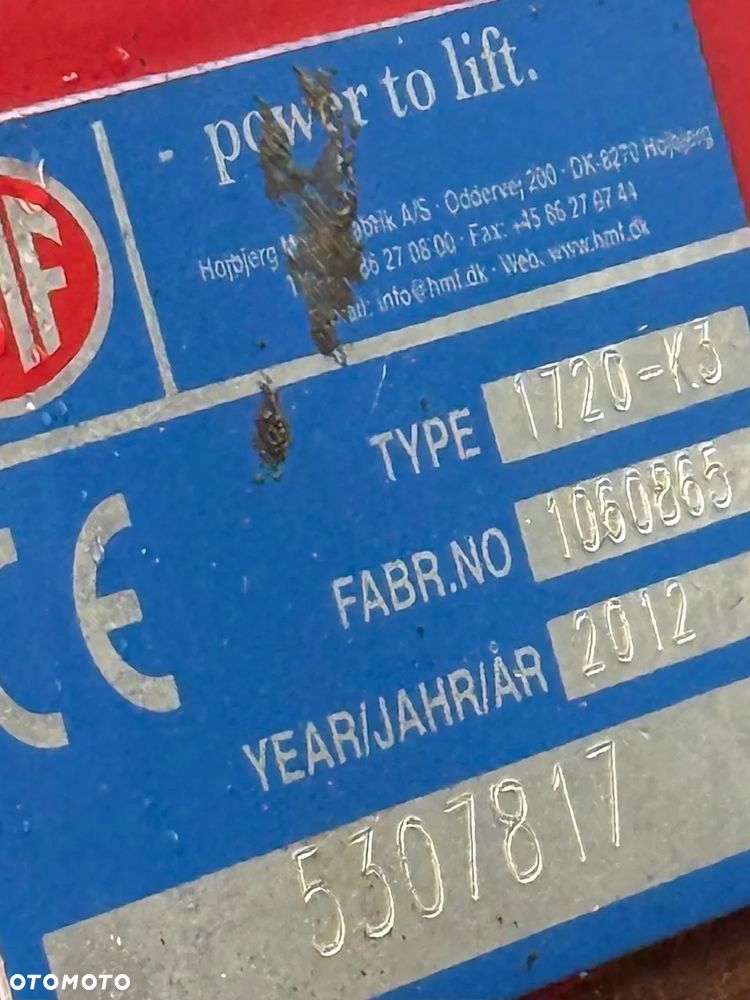 - power to lift.
Højbjerg A/S · Oddervej 200 · DK-8270 Højbjerg
86 27 08 00 · Fax: +45 86 27 07 44
info@hmf.dk · Web. www.hmf.dk
CE
TYPE 1720-K3
FABR.NO 1060865
YEAR/JAHR/ÅR 2012
5307817
OTOMOTO